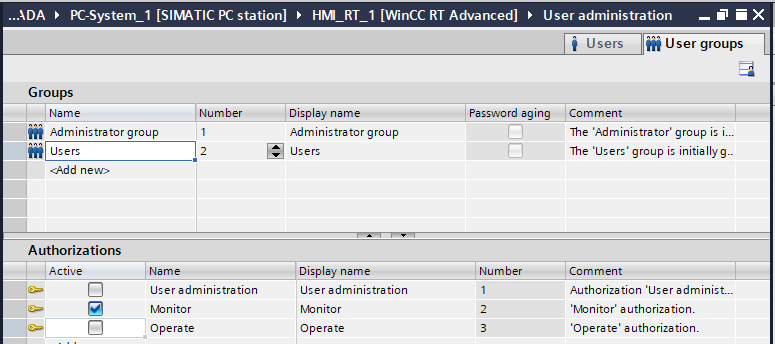 ...ADA ▸ PC-System_1 [SIMATIC PC station] ▸ HMI_RT_1 [WinCC RT Advanced] ▸ User administration
Users User groups
Groups
Name Number Display name Password aging Comment
Administrator group 1 Administrator group The 'Administrator' group is i...
Users 2 Users The 'Users' group is initially g..
<Add new>
Authorizations
Active Name Display name Number Comment
User administration User administration 1 Authorization 'User administ...
Monitor Monitor 2 'Monitor' authorization.
Operate Operate 3 'Operate' authorization.